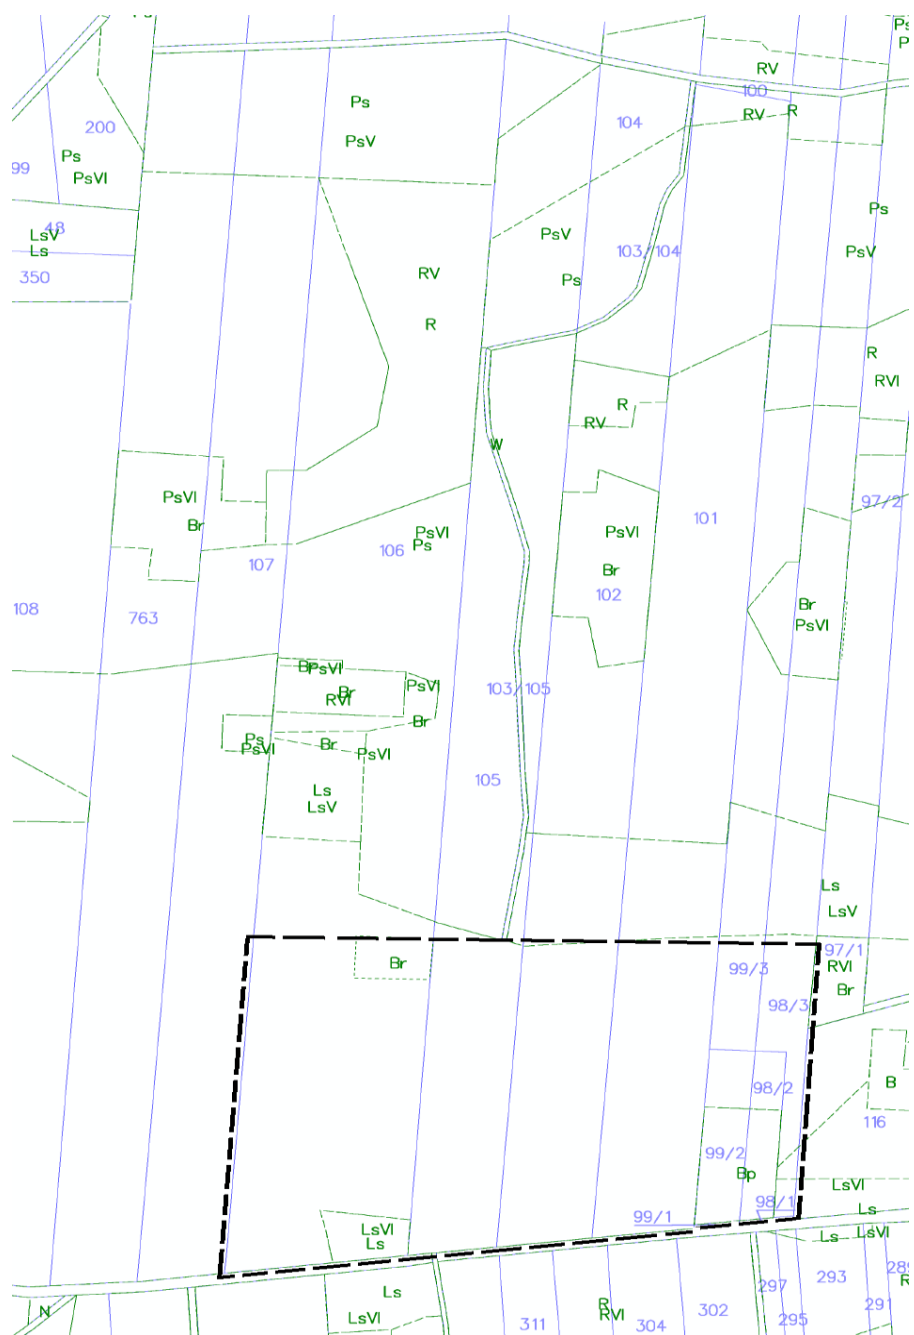 Ps
RV
Ps
100
RV
R
Ps
PsV
104
200
Ps
PsVI
99
Ps
48
LsV
Ls
350
PsV
103/104
PsV
RV
Ps
R
R
RVI
R
RV
W
PsVI
Br
97/2
101
PsVI
Ps
106
PsVI
107
Br
102
108
763
Br
PsVI
Br
PsVI
Br
RVI
PsVI
103/105
Br
Ps
PsVI
Br
PsVI
105
Ls
LsV
Ls
LsV
97/1
Br
99/3
RVI
Br
98/3
98/2
B
116
99/2
Bp
LsVI
98/1
Ls
99/1
LsVI
Ls
Ls
LsVI
297
293
Ls
LsVI
N
R
RVI
311
304
302
295
291
R